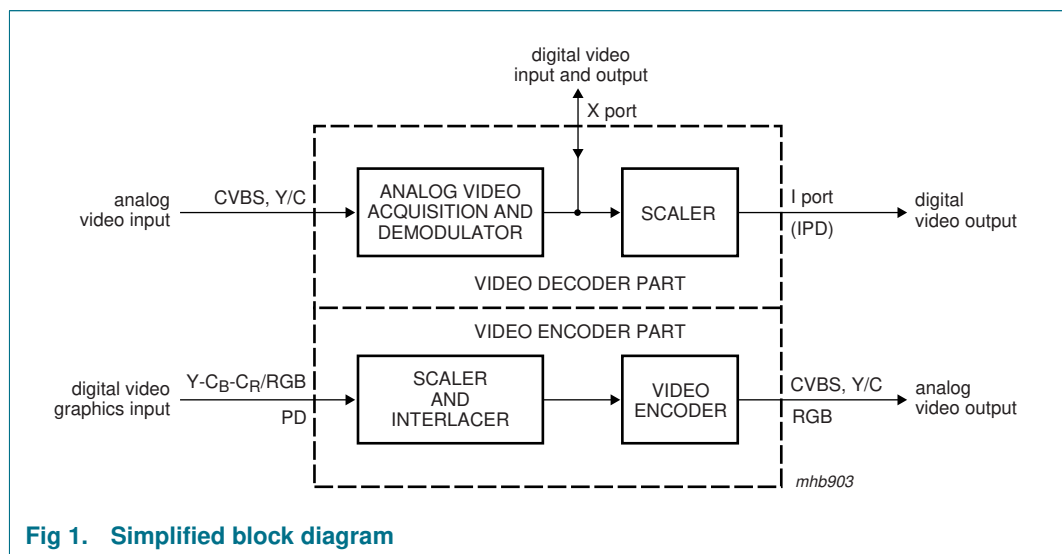 digital video
input and output
X port
analog
video input
CVBS, Y/C
ANALOG VIDEO
ACQUISITION AND
DEMODULATOR
SCALER
I port
(IPD)
digital
video output
VIDEO DECODER PART
VIDEO ENCODER PART
digital video
graphics input
Y-CB-CR/RGB
PD
SCALER
AND
INTERLACER
VIDEO
ENCODER
CVBS, Y/C
RGB
analog
video output
mhb903
Fig 1. Simplified block diagram